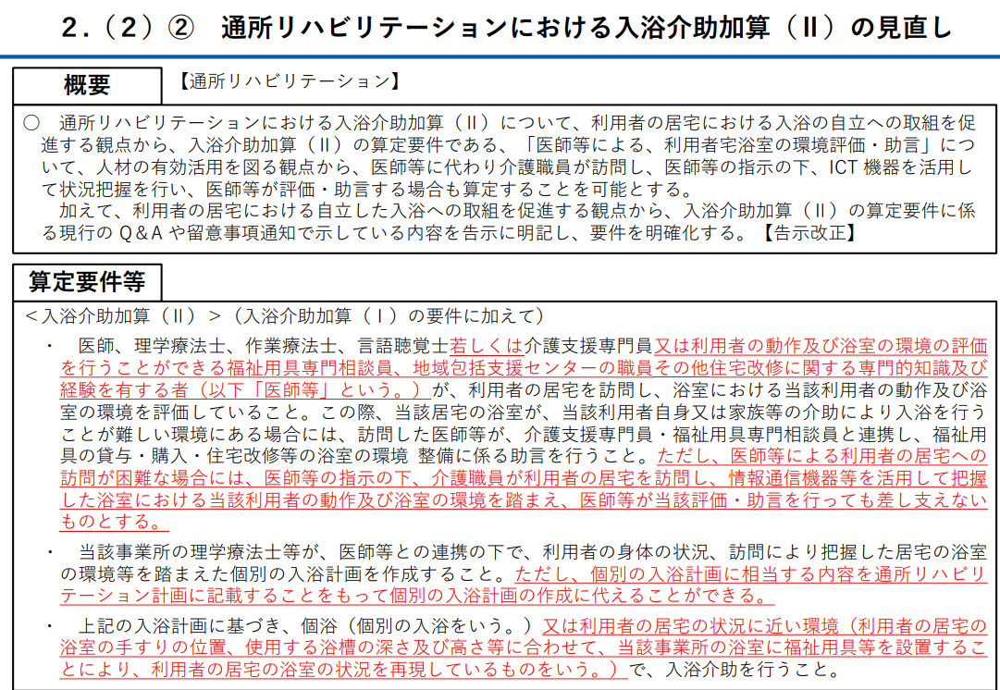 ２.（２）② 通所リハビリテーションにおける入浴介助加算（Ⅱ）の見直し
概要
【通所リハビリテーション】
○ 通所リハビリテーションにおける入浴介助加算（Ⅱ）について、利用者の居宅における入浴の自立への取組を促
進する観点から、入浴介助加算（Ⅱ）の算定要件である、「医師等による、利用者宅浴室の環境評価・助言」につ
いて、人材の有効活用を図る観点から、医師等に代わり介護職員が訪問し、医師等の指示の下、ICT 機器を活用し
て状況把握を行い、医師等が評価・助言する場合も算定することを可能とする。
加えて、利用者の居宅における自立した入浴への取組を促進する観点から、入浴介助加算（Ⅱ）の算定要件に係
る現行の Q＆A や留意事項通知で示している内容を告示に明記し、要件を明確化する。【告示改正】
算定要件等
＜入浴介助加算（Ⅱ）＞（入浴介助加算（Ⅰ）の要件に加えて）
・ 医師、理学療法士、作業療法士、言語聴覚士若しくは介護支援専門員又は利用者の動作及び浴室の環境の評価
を行うことができる福祉用具専門相談員、地域包括支援センターの職員その他住宅改修に関する専門的知識及び
経験を有する者（以下「医師等」という。）が、利用者の居宅を訪問し、浴室における当該利用者の動作及び浴
室の環境を評価していること。この際、当該居宅の浴室が、当該利用者自身又は家族等の介助により入浴を行う
ことが難しい環境にある場合には、訪問した医師等が、介護支援専門員・福祉用具専門相談員と連携し、福祉用
具の貸与・購入・住宅改修等の浴室の環境 整備に係る助言を行うこと。ただし、医師等による利用者の居宅への
訪問が困難な場合には、医師等の指示の下、介護職員が利用者の居宅を訪問し、情報通信機器等を活用して把握
した浴室における当該利用者の動作及び浴室の環境を踏まえ、医師等が当該評価・助言を行っても差し支えない
ものとする。
・ 当該事業所の理学療法士等が、医師等との連携の下で、利用者の身体の状況、訪問により把握した居宅の浴室
の環境等を踏まえた個別の入浴計画を作成すること。ただし、個別の入浴計画に相当する内容を通所リハビリ
テーション計画に記載することをもって個別の入浴計画の作成に代えることができる。
・ 上記の入浴計画に基づき、個浴（個別の入浴をいう。）又は利用者の居宅の状況に近い環境（利用者の居宅の
浴室の手すりの位置、使用する浴槽の深さ及び高さ等に合わせて、当該事業所の浴室に福祉用具等を設置するこ
とにより、利用者の居宅の浴室の状況を再現しているものをいう。）で、入浴介助を行うこと。